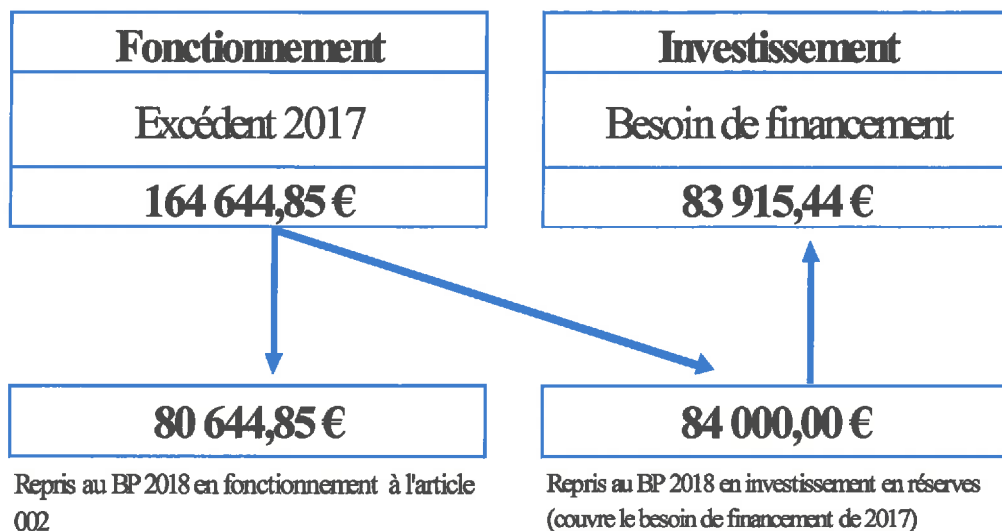 Fonctionnement
Excédent 2017
164 644,85 €
Investissement
Besoin de financement
83 915,44 €
80 644,85 €
Repris au BP 2018 en fonctionnement à l'article
002
84 000,00 €
Repris au BP 2018 en investissement en réserves
(couvre le besoin de financement de 2017)